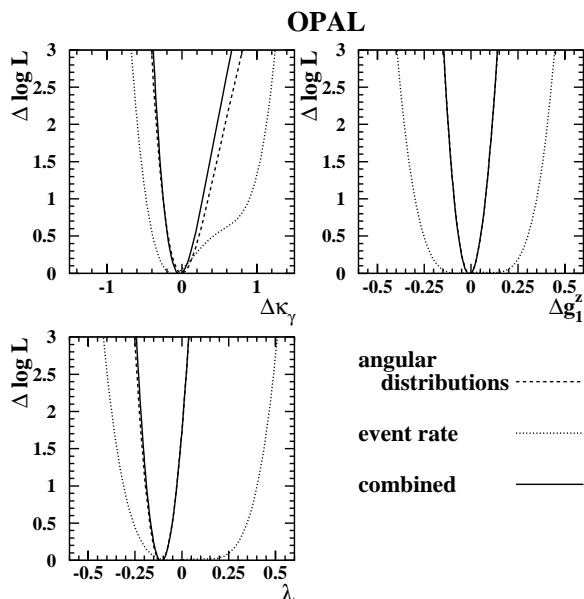 OPAL
Δ log L
3
2.5
2
1.5
1
0.5
0
-1 0 1
Δκγ
Δ log L
3
2.5
2
1.5
1
0.5
0
-0.5 -0.25 0 0.25 0.5
Δg₁ᶻ
Δ log L
3
2.5
2
1.5
1
0.5
0
-0.5 -0.25 0 0.25 0.5
λ
angular
distributions
event rate
combined